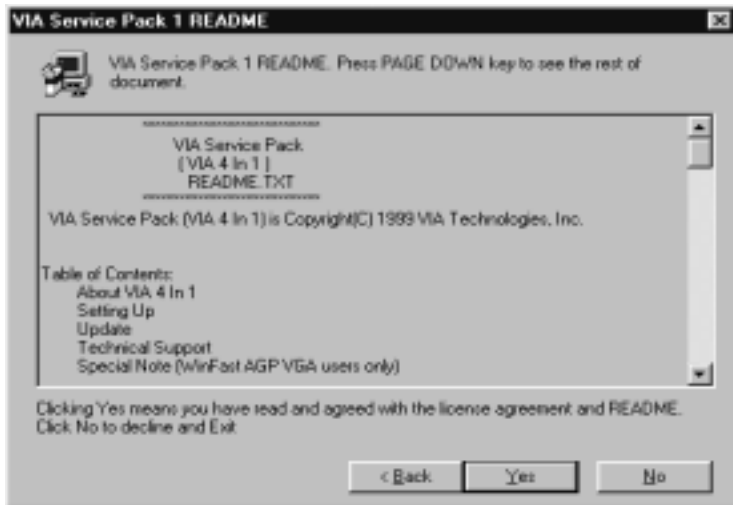 VIA Service Pack 1 README
VIA Service Pack 1 README. Press PAGE DOWN key to see the rest of
document.
VIA Service Pack
( VIA 4 In 1 )
README.TXT
VIA Service Pack (VIA 4 In 1) is Copyright(C) 1999 VIA Technologies, Inc.
Table of Contents:
About VIA 4 In 1
Setting Up
Update
Technical Support
Special Note (WinFast AGP VGA users only)
Clicking Yes means you have read and agreed with the license agreement and README.
Click No to decline and Exit
< Back
Yes
No